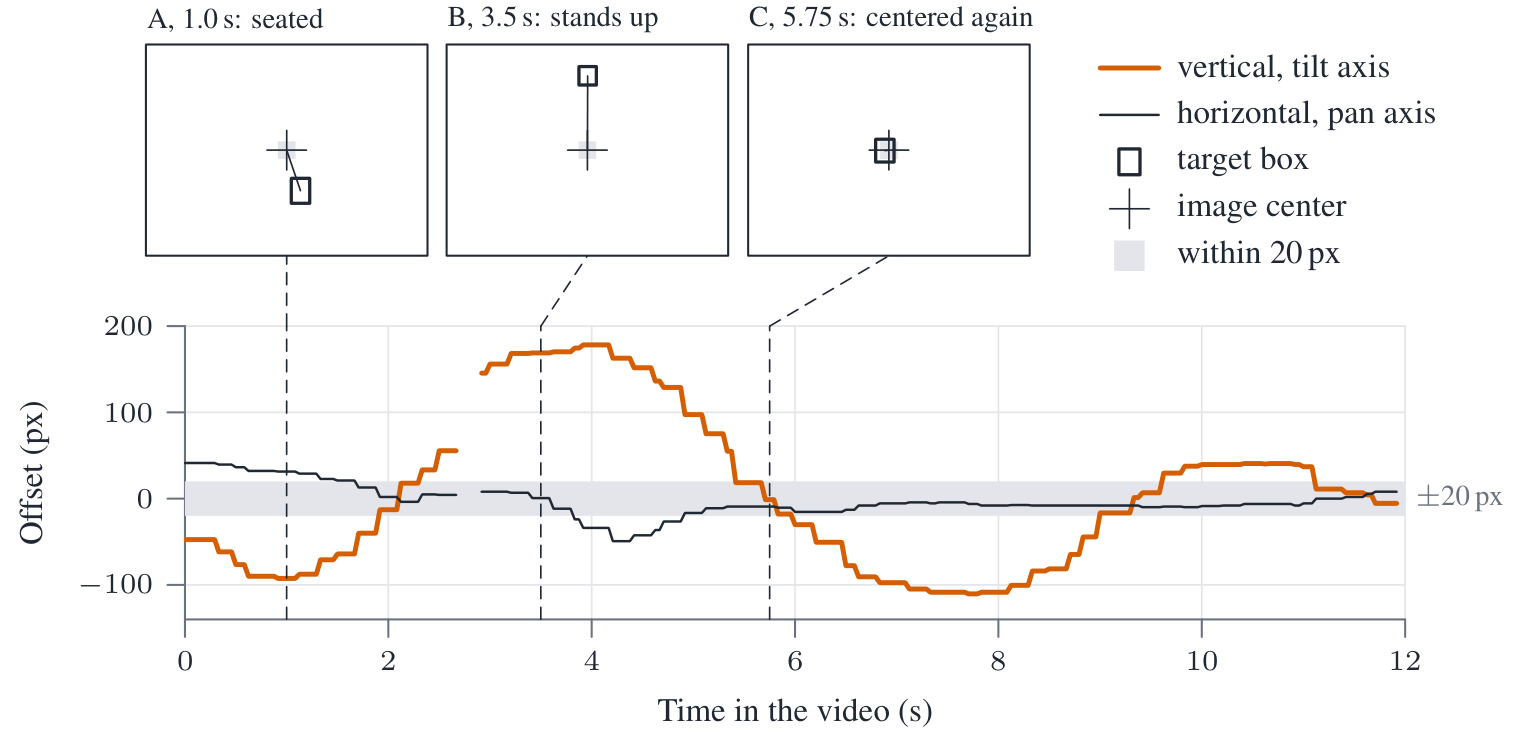 A, 1.0 s: seated
B, 3.5 s: stands up
C, 5.75 s: centered again
vertical, tilt axis
horizontal, pan axis
target box
image center
within 20 px
200
100
0
−100
Offset (px)
±20 px
0 2 4 6 8 10 12
Time in the video (s)